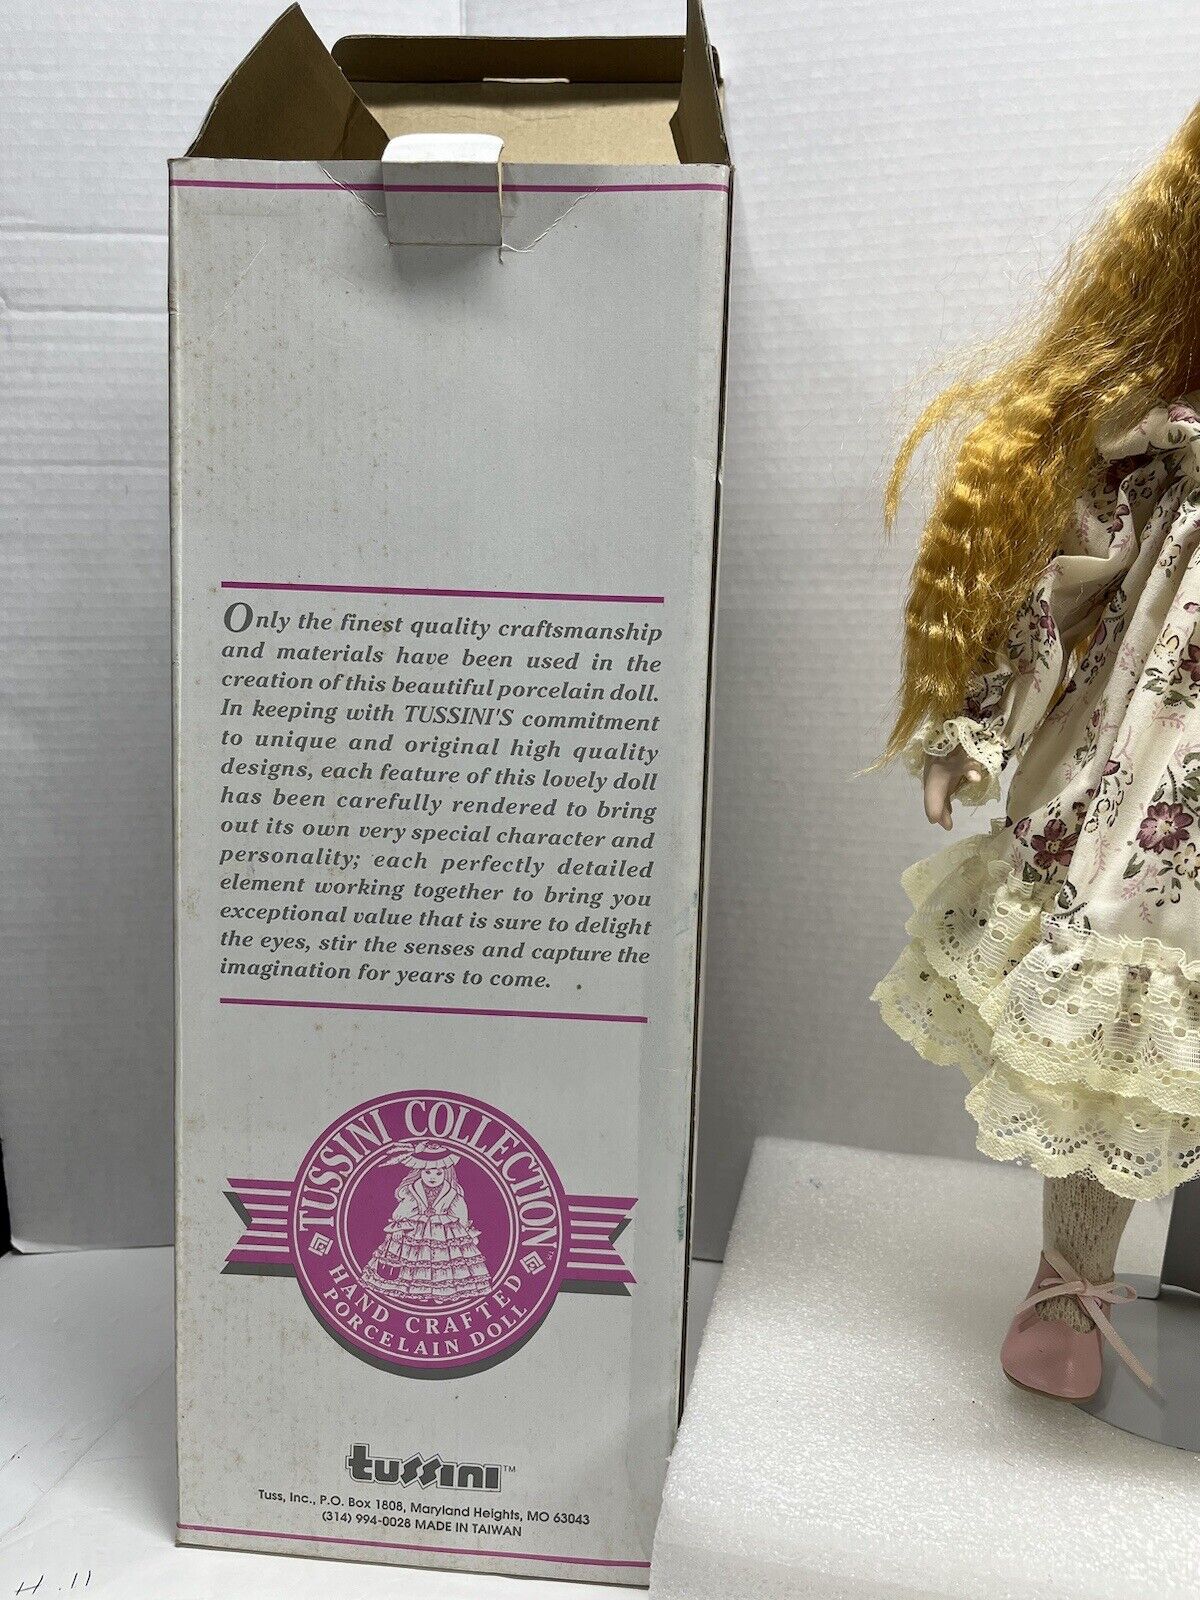 Only the finest quality craftsmanship
and materials have been used in the
creation of this beautiful porcelain doll.
In keeping with TUSSINI'S commitment
to unique and original high quality
designs, each feature of this lovely doll
has been carefully rendered to bring
out its own very special character and
personality; each perfectly detailed
element working together to bring you
exceptional value that is sure to delight
the eyes, stir the senses and capture the
imagination for years to come.
TUSSINI COLLECTION™
HAND CRAFTED
PORCELAIN DOLL
tussini™
Tuss, Inc., P.O. Box 1808, Maryland Heights, MO 63043
(314) 994-0028 MADE IN TAIWAN
H.11